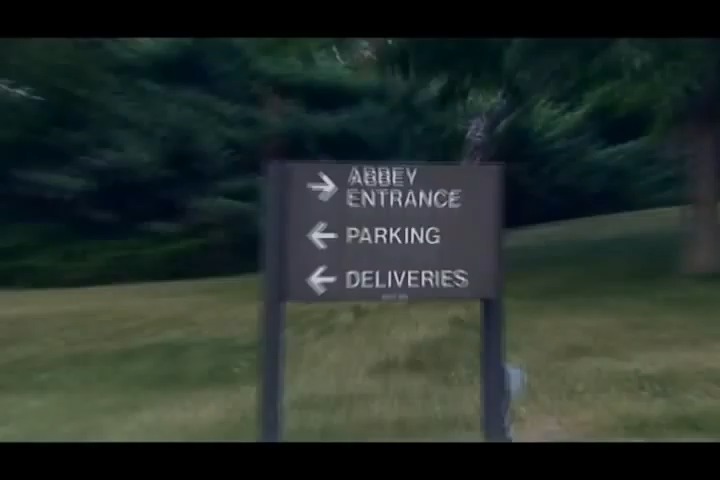 → ABBEY
ENTRANCE
← PARKING
← DELIVERIES